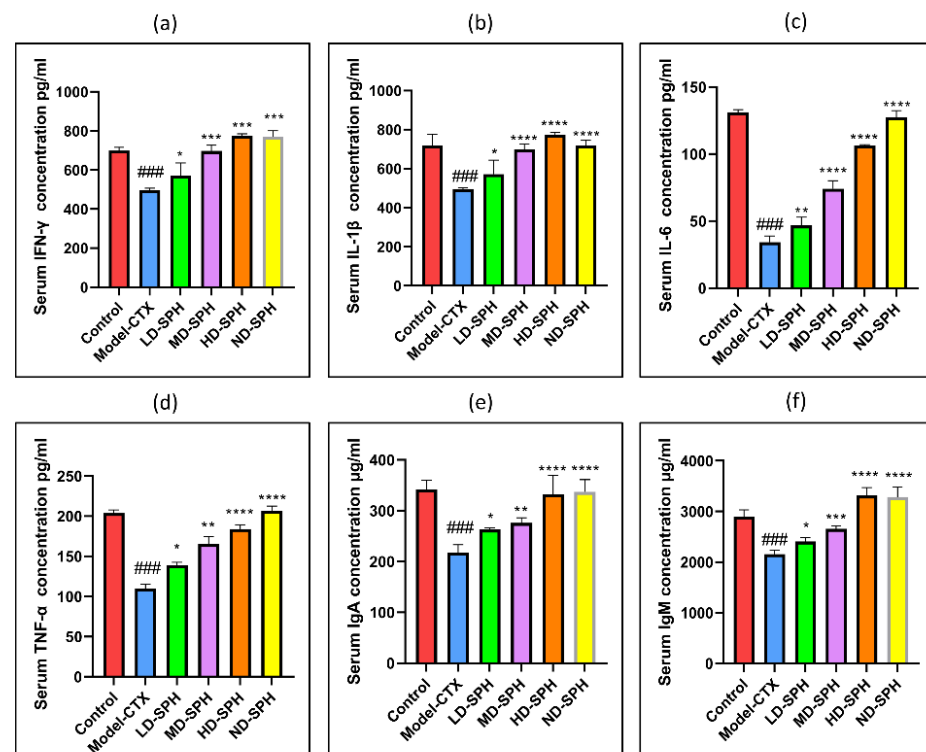 (a)
Serum IFN-γ concentration pg/ml
1000
800
600
400
200
0
###
*
***
***
***
Control
Model-CTX
LD-SPH
MD-SPH
HD-SPH
ND-SPH
(b)
Serum IL-1β concentration pg/ml
1000
800
600
400
200
0
###
*
****
****
****
Control
Model-CTX
LD-SPH
MD-SPH
HD-SPH
ND-SPH
(c)
Serum IL-6 concentration pg/ml
150
100
50
0
###
**
****
****
****
Control
Model-CTX
LD-SPH
MD-SPH
HD-SPH
ND-SPH
(d)
Serum TNF-α concentration pg/ml
250
200
150
100
50
0
###
*
**
****
****
Control
Model-CTX
LD-SPH
MD-SPH
HD-SPH
ND-SPH
(e)
Serum IgA concentration µg/ml
400
300
200
100
0
###
*
**
****
****
Control
Model-CTX
LD-SPH
MD-SPH
HD-SPH
ND-SPH
(f)
Serum IgM concentration µg/ml
4000
3000
2000
1000
0
###
*
***
****
****
Control
Model-CTX
LD-SPH
MD-SPH
HD-SPH
ND-SPH